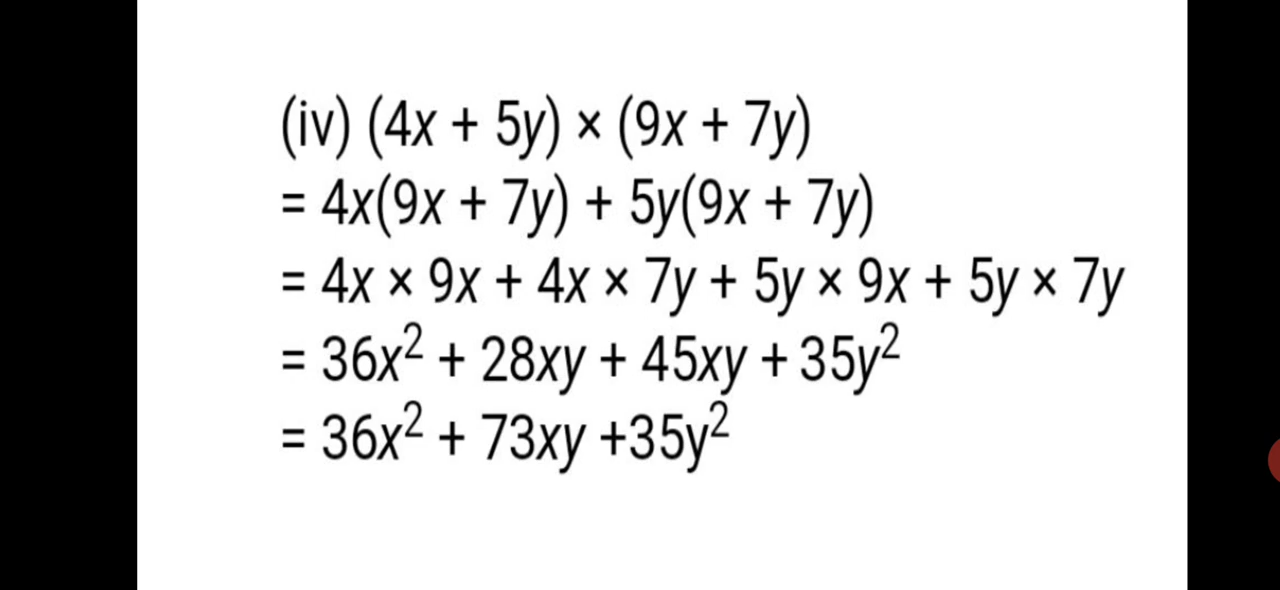 (iv) (4x + 5y) × (9x + 7y)
= 4x(9x + 7y) + 5y(9x + 7y)
= 4x × 9x + 4x × 7y + 5y × 9x + 5y × 7y
= 36x² + 28xy + 45xy + 35y²
= 36x² + 73xy +35y²